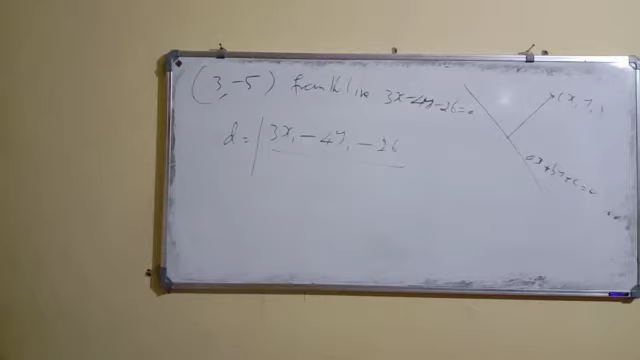 (3, -5) from the line 3x-4y-26=0
d = | 3x₁ - 4y₁ - 26
(x₁, y₁)
ax+by+c=0